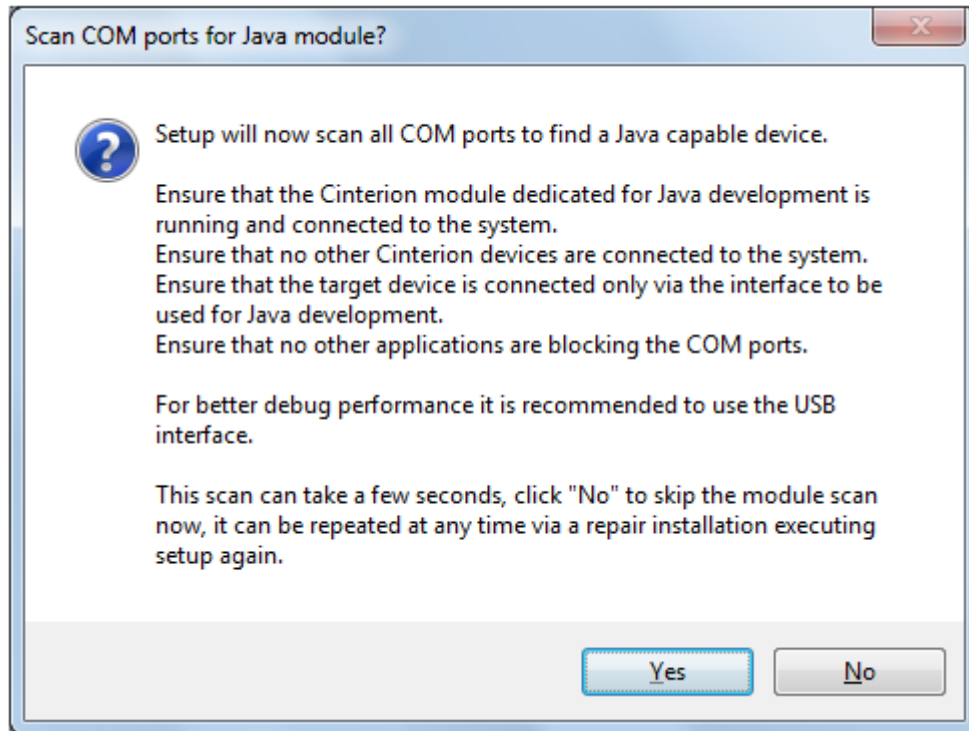 Scan COM ports for Java module?
Setup will now scan all COM ports to find a Java capable device.
Ensure that the Cinterion module dedicated for Java development is
running and connected to the system.
Ensure that no other Cinterion devices are connected to the system.
Ensure that the target device is connected only via the interface to be
used for Java development.
Ensure that no other applications are blocking the COM ports.
For better debug performance it is recommended to use the USB
interface.
This scan can take a few seconds, click "No" to skip the module scan
now, it can be repeated at any time via a repair installation executing
setup again.
Yes
No